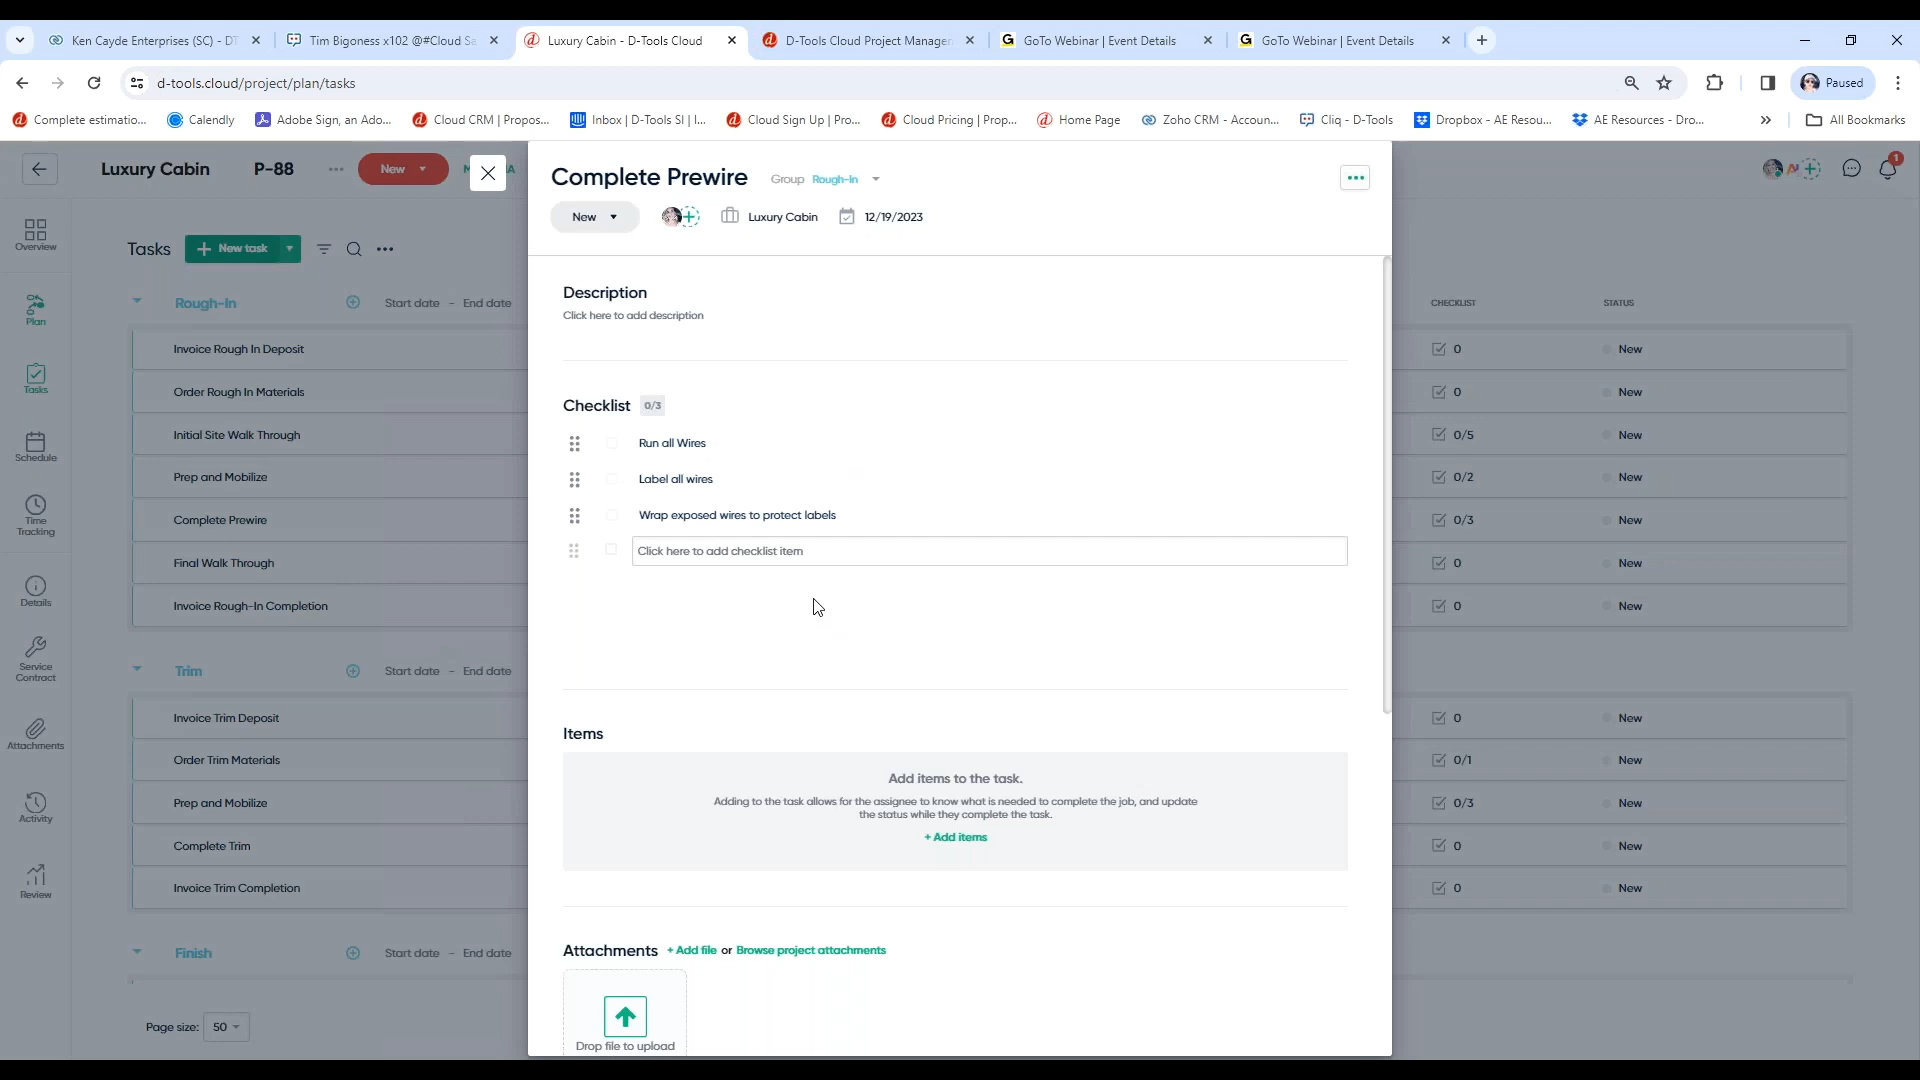 Ken Cayde Enterprises (SC) - DT
Tim Bigoness x102 @#Cloud Sa
Luxury Cabin - D-Tools Cloud
D-Tools Cloud Project Manager
GoTo Webinar | Event Details
GoTo Webinar | Event Details
d-tools.cloud/project/plan/tasks
Paused
Complete estimatio...
Calendly
Adobe Sign, an Ado...
Cloud CRM | Propos...
Inbox | D-Tools SI | I...
Cloud Sign Up | Pro...
Cloud Pricing | Prop...
Home Page
Zoho CRM - Accoun...
Cliq - D-Tools
Dropbox - AE Resou...
AE Resources - Dro...
All Bookmarks
Luxury Cabin
P-88
New
1
Overview
Plan
Tasks
Schedule
Time
Tracking
Details
Service
Contract
Attachments
Activity
Review
Tasks
New task
Rough-In
Start date - End date
CHECKLIST
STATUS
Invoice Rough In Deposit
0
New
Order Rough In Materials
0
New
Initial Site Walk Through
0/5
New
Prep and Mobilize
0/2
New
Complete Prewire
0/3
New
Final Walk Through
0
New
Invoice Rough-In Completion
0
New
Trim
Start date - End date
Invoice Trim Deposit
0
New
Order Trim Materials
0/1
New
Prep and Mobilize
0/3
New
Complete Trim
0
New
Invoice Trim Completion
0
New
Finish
Start date - End date
Page size: 50
Complete Prewire
Group Rough-In
New
Luxury Cabin
12/19/2023
Description
Click here to add description
Checklist 0/3
Run all Wires
Label all wires
Wrap exposed wires to protect labels
Click here to add checklist item
Items
Add items to the task.
Adding to the task allows for the assignee to know what is needed to complete the job, and update
the status while they complete the task.
+ Add items
Attachments + Add file or Browse project attachments
Drop file to upload